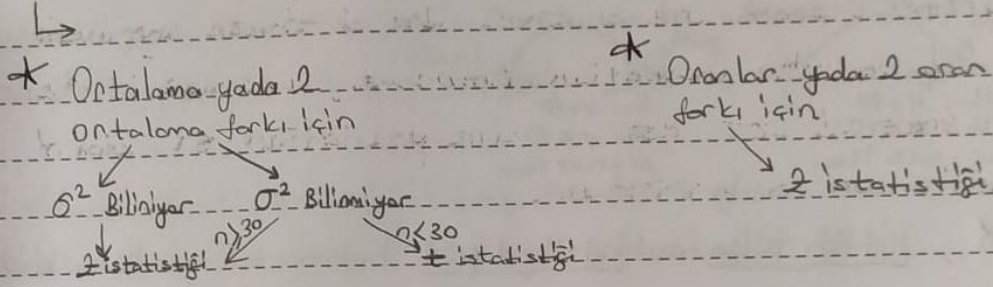 * Ortalama yada 2
ortalama farkı için
σ² Biliniyor
σ² Bilinmiyor
n≥30
n<30
z istatistiği
t istatistiği
* Oranlar yada 2 oran
farkı için
z istatistiği